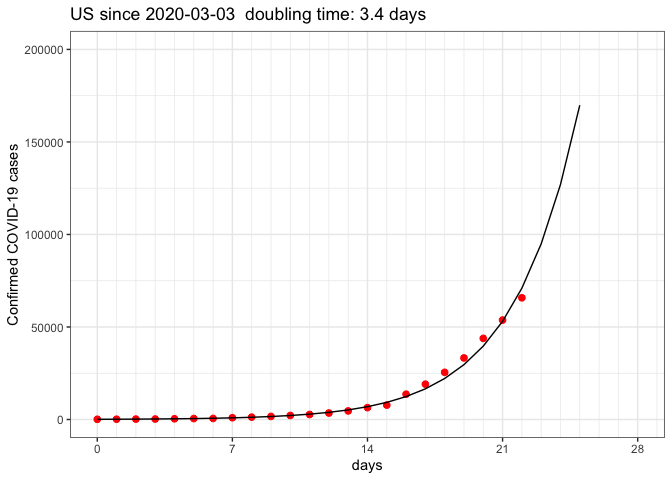 US since 2020-03-03  doubling time: 3.4 days
Confirmed COVID-19 cases
200000
150000
100000
50000
0
0 7 14 21 28
days